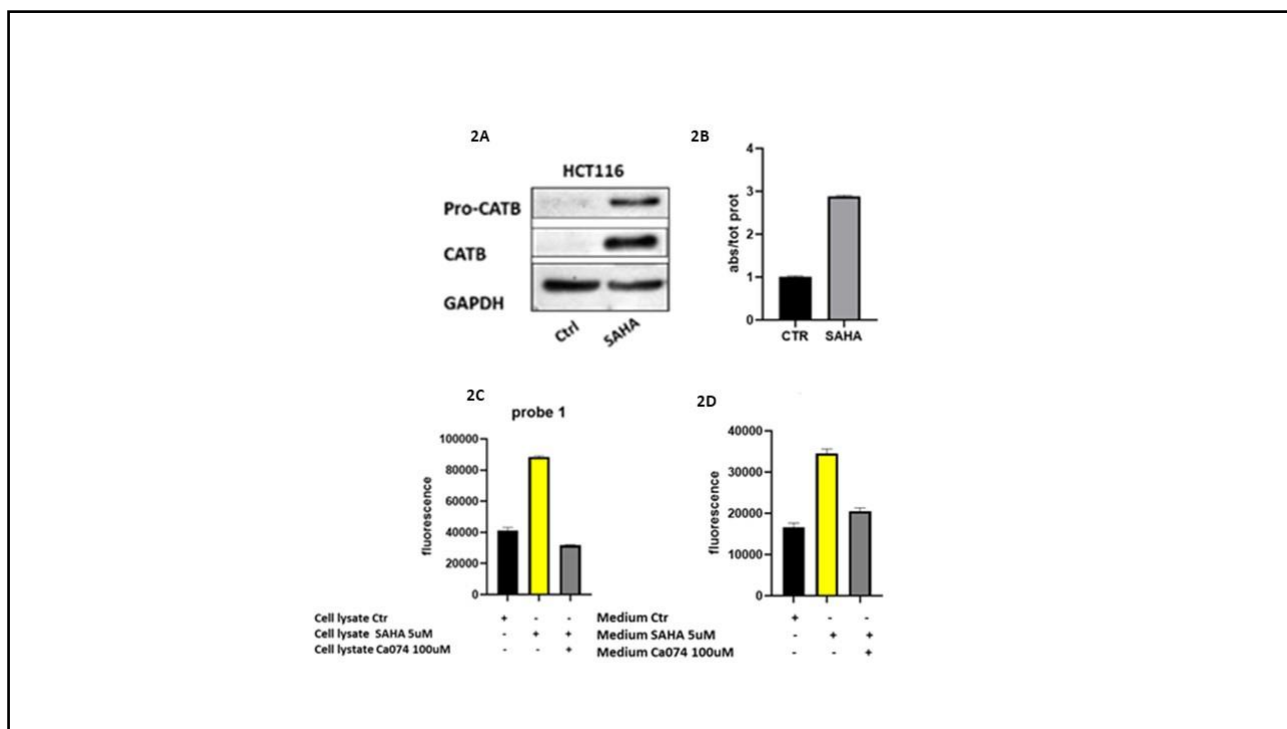 2A
HCT116
Pro-CATB
CATB
GAPDH
Ctrl SAHA
2B
abs/tot prot
4
3
2
1
0
CTR SAHA
2C
probe 1
fluorescence
100000
80000
60000
40000
20000
0
Cell lysate Ctr + - -
Cell lysate SAHA 5uM - + +
Cell lystate Ca074 100uM - - +
2D
fluorescence
40000
30000
20000
10000
0
Medium Ctr + - -
Medium SAHA 5uM - + +
Medium Ca074 100uM - - +